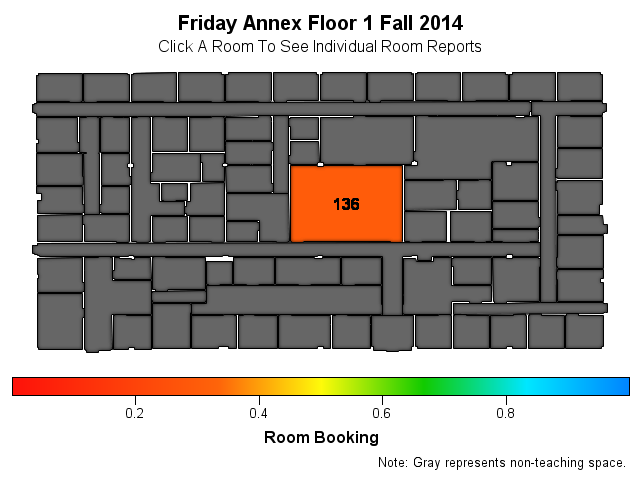 Friday Annex Floor 1 Fall 2014
Click A Room To See Individual Room Reports
136
0.2 0.4 0.6 0.8
Room Booking
Note: Gray represents non-teaching space.